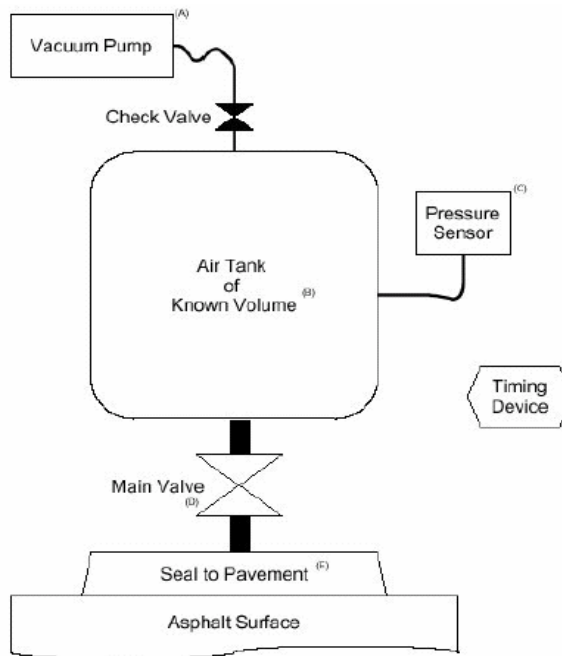 (A)
Vacuum Pump
Check Valve
(C)
Pressure
Sensor
Air Tank
of
Known Volume (B)
Timing
Device
Main Valve
(D)
Seal to Pavement (E)
Asphalt Surface